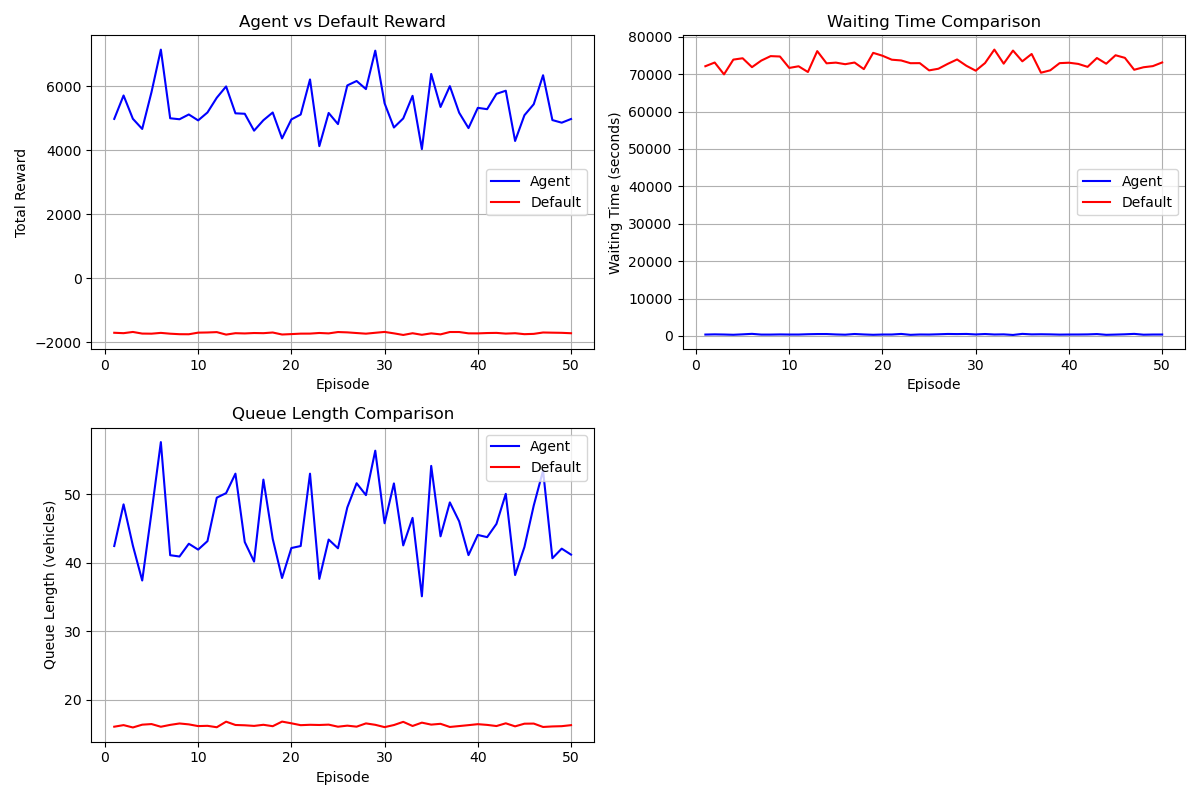 Agent vs Default Reward
Total Reward
6000
4000
2000
0
−2000
0 10 20 30 40 50
Episode
Agent
Default
Waiting Time Comparison
Waiting Time (seconds)
80000
70000
60000
50000
40000
30000
20000
10000
0
0 10 20 30 40 50
Episode
Agent
Default
Queue Length Comparison
Queue Length (vehicles)
50
40
30
20
0 10 20 30 40 50
Episode
Agent
Default